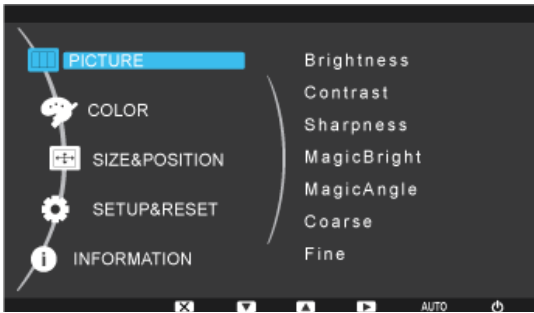 PICTURE
COLOR
SIZE&POSITION
SETUP&RESET
INFORMATION
Brightness
Contrast
Sharpness
MagicBright
MagicAngle
Coarse
Fine
AUTO